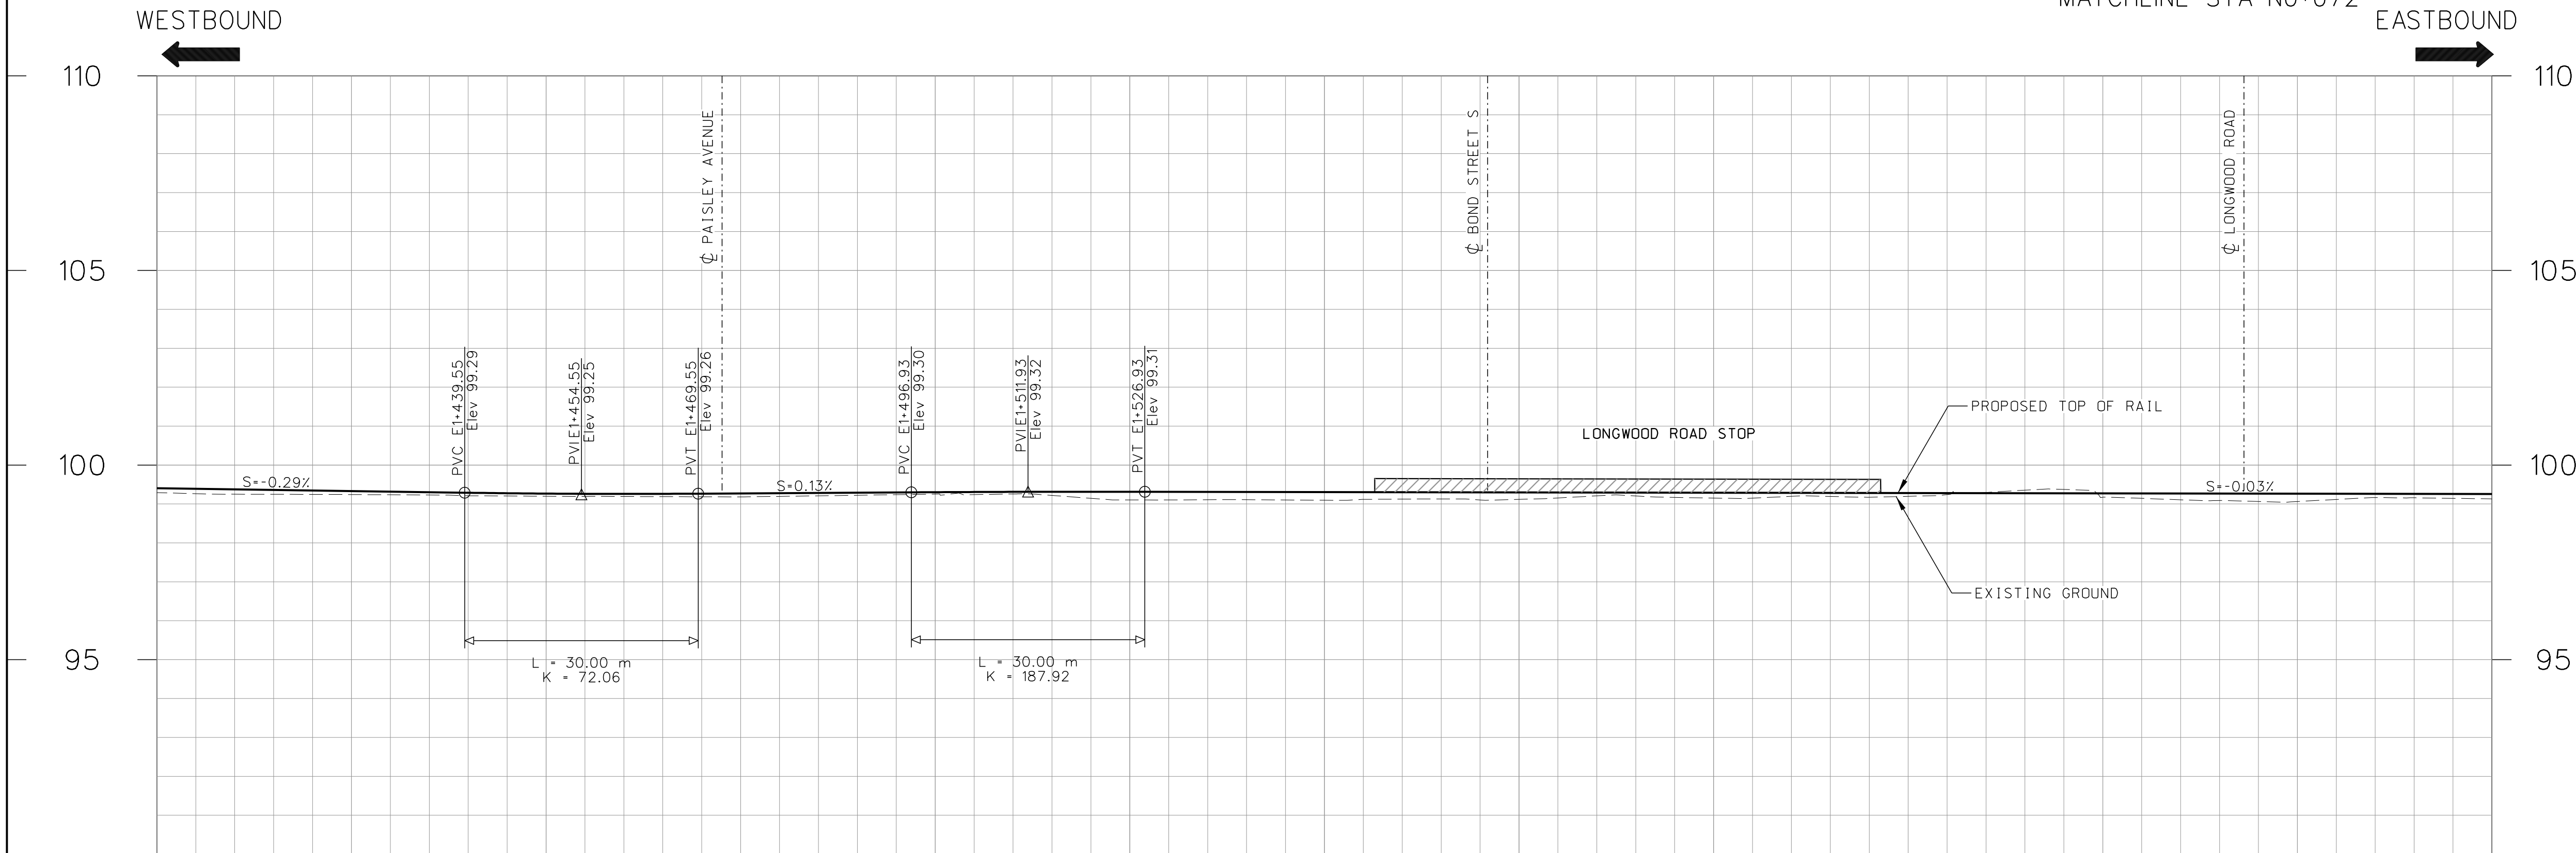 MATCHLINE STA N0+072
WESTBOUND
EASTBOUND
110
110
℄ PAISLEY AVENUE
℄ BOND STREET S
℄ LONGWOOD ROAD
105
105
PVC E1+439.55
Elev 99.29
PVI E1+454.55
Elev 99.25
PVT E1+469.55
Elev 99.26
PVC E1+496.93
Elev 99.30
PVI E1+511.93
Elev 99.32
PVT E1+526.93
Elev 99.31
PROPOSED TOP OF RAIL
LONGWOOD ROAD STOP
100
100
S=-0.29%
S=0.13%
S=-0.03%
EXISTING GROUND
95
95
L = 30.00 m
K = 72.06
L = 30.00 m
K = 187.92